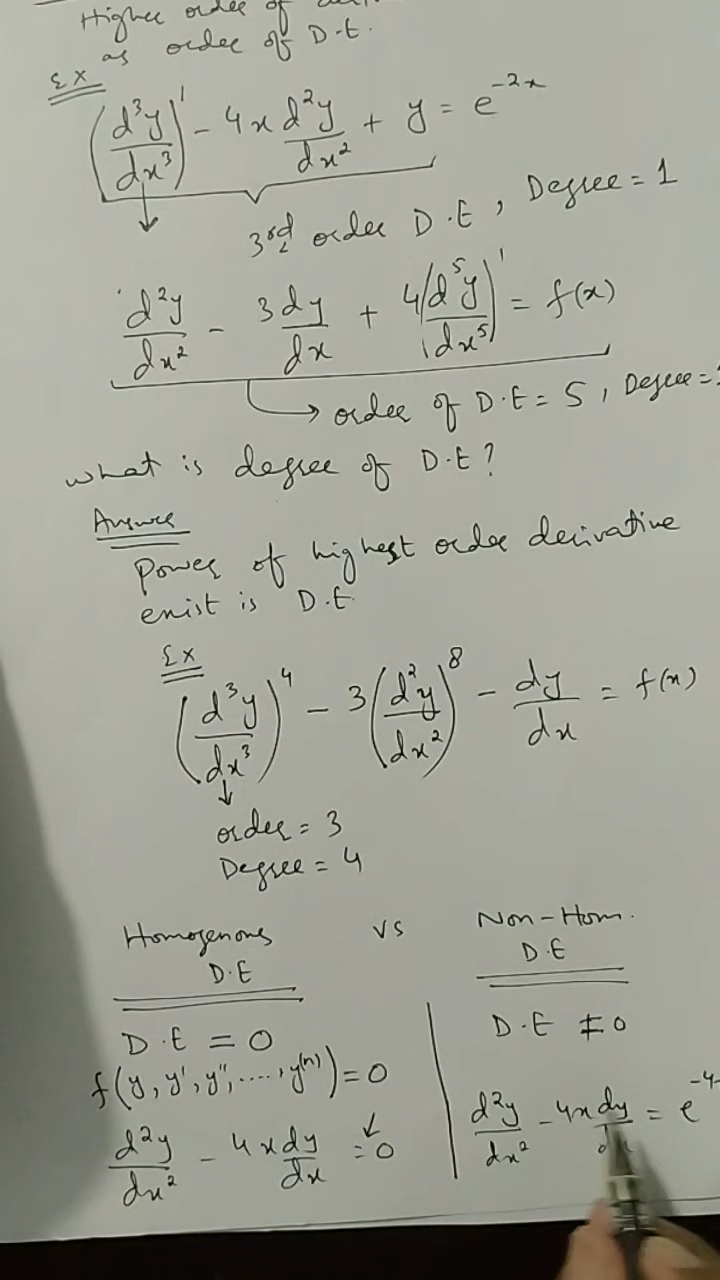 Higher order of
as order of D.E.
Ex
(d³y/dx³)¹ - 4x d²y/dx² + y = e^-2x
3rd order D.E, Degree = 1
d²y/dx² - 3dy/dx + 4(d⁵y/dx⁵)¹ = f(x)
order of D.E = 5, Degree =
what is degree of D.E?
Answer
Power of highest order derivative
exist is D.E.
Ex
(d³y/dx³)⁴ - 3(d²y/dx²)⁸ - dy/dx = f(x)
order = 3
Degree = 4
Homogenous vs Non-Hom.
D.E D.E
D.E = 0
f(y, y', y'', ...., y⁽ⁿ⁾) = 0
d²y/dx² - 4x dy/dx = 0
D.E ≠ 0
d²y/dx² - 4x dy/dx = e^-4